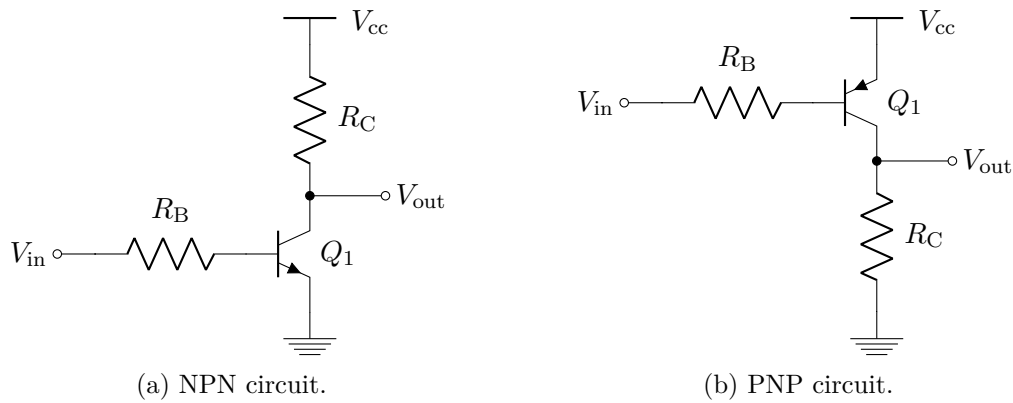 V_cc
R_C
V_out
R_B
V_in
Q_1
(a) NPN circuit.
V_cc
R_B
V_in
Q_1
V_out
R_C
(b) PNP circuit.